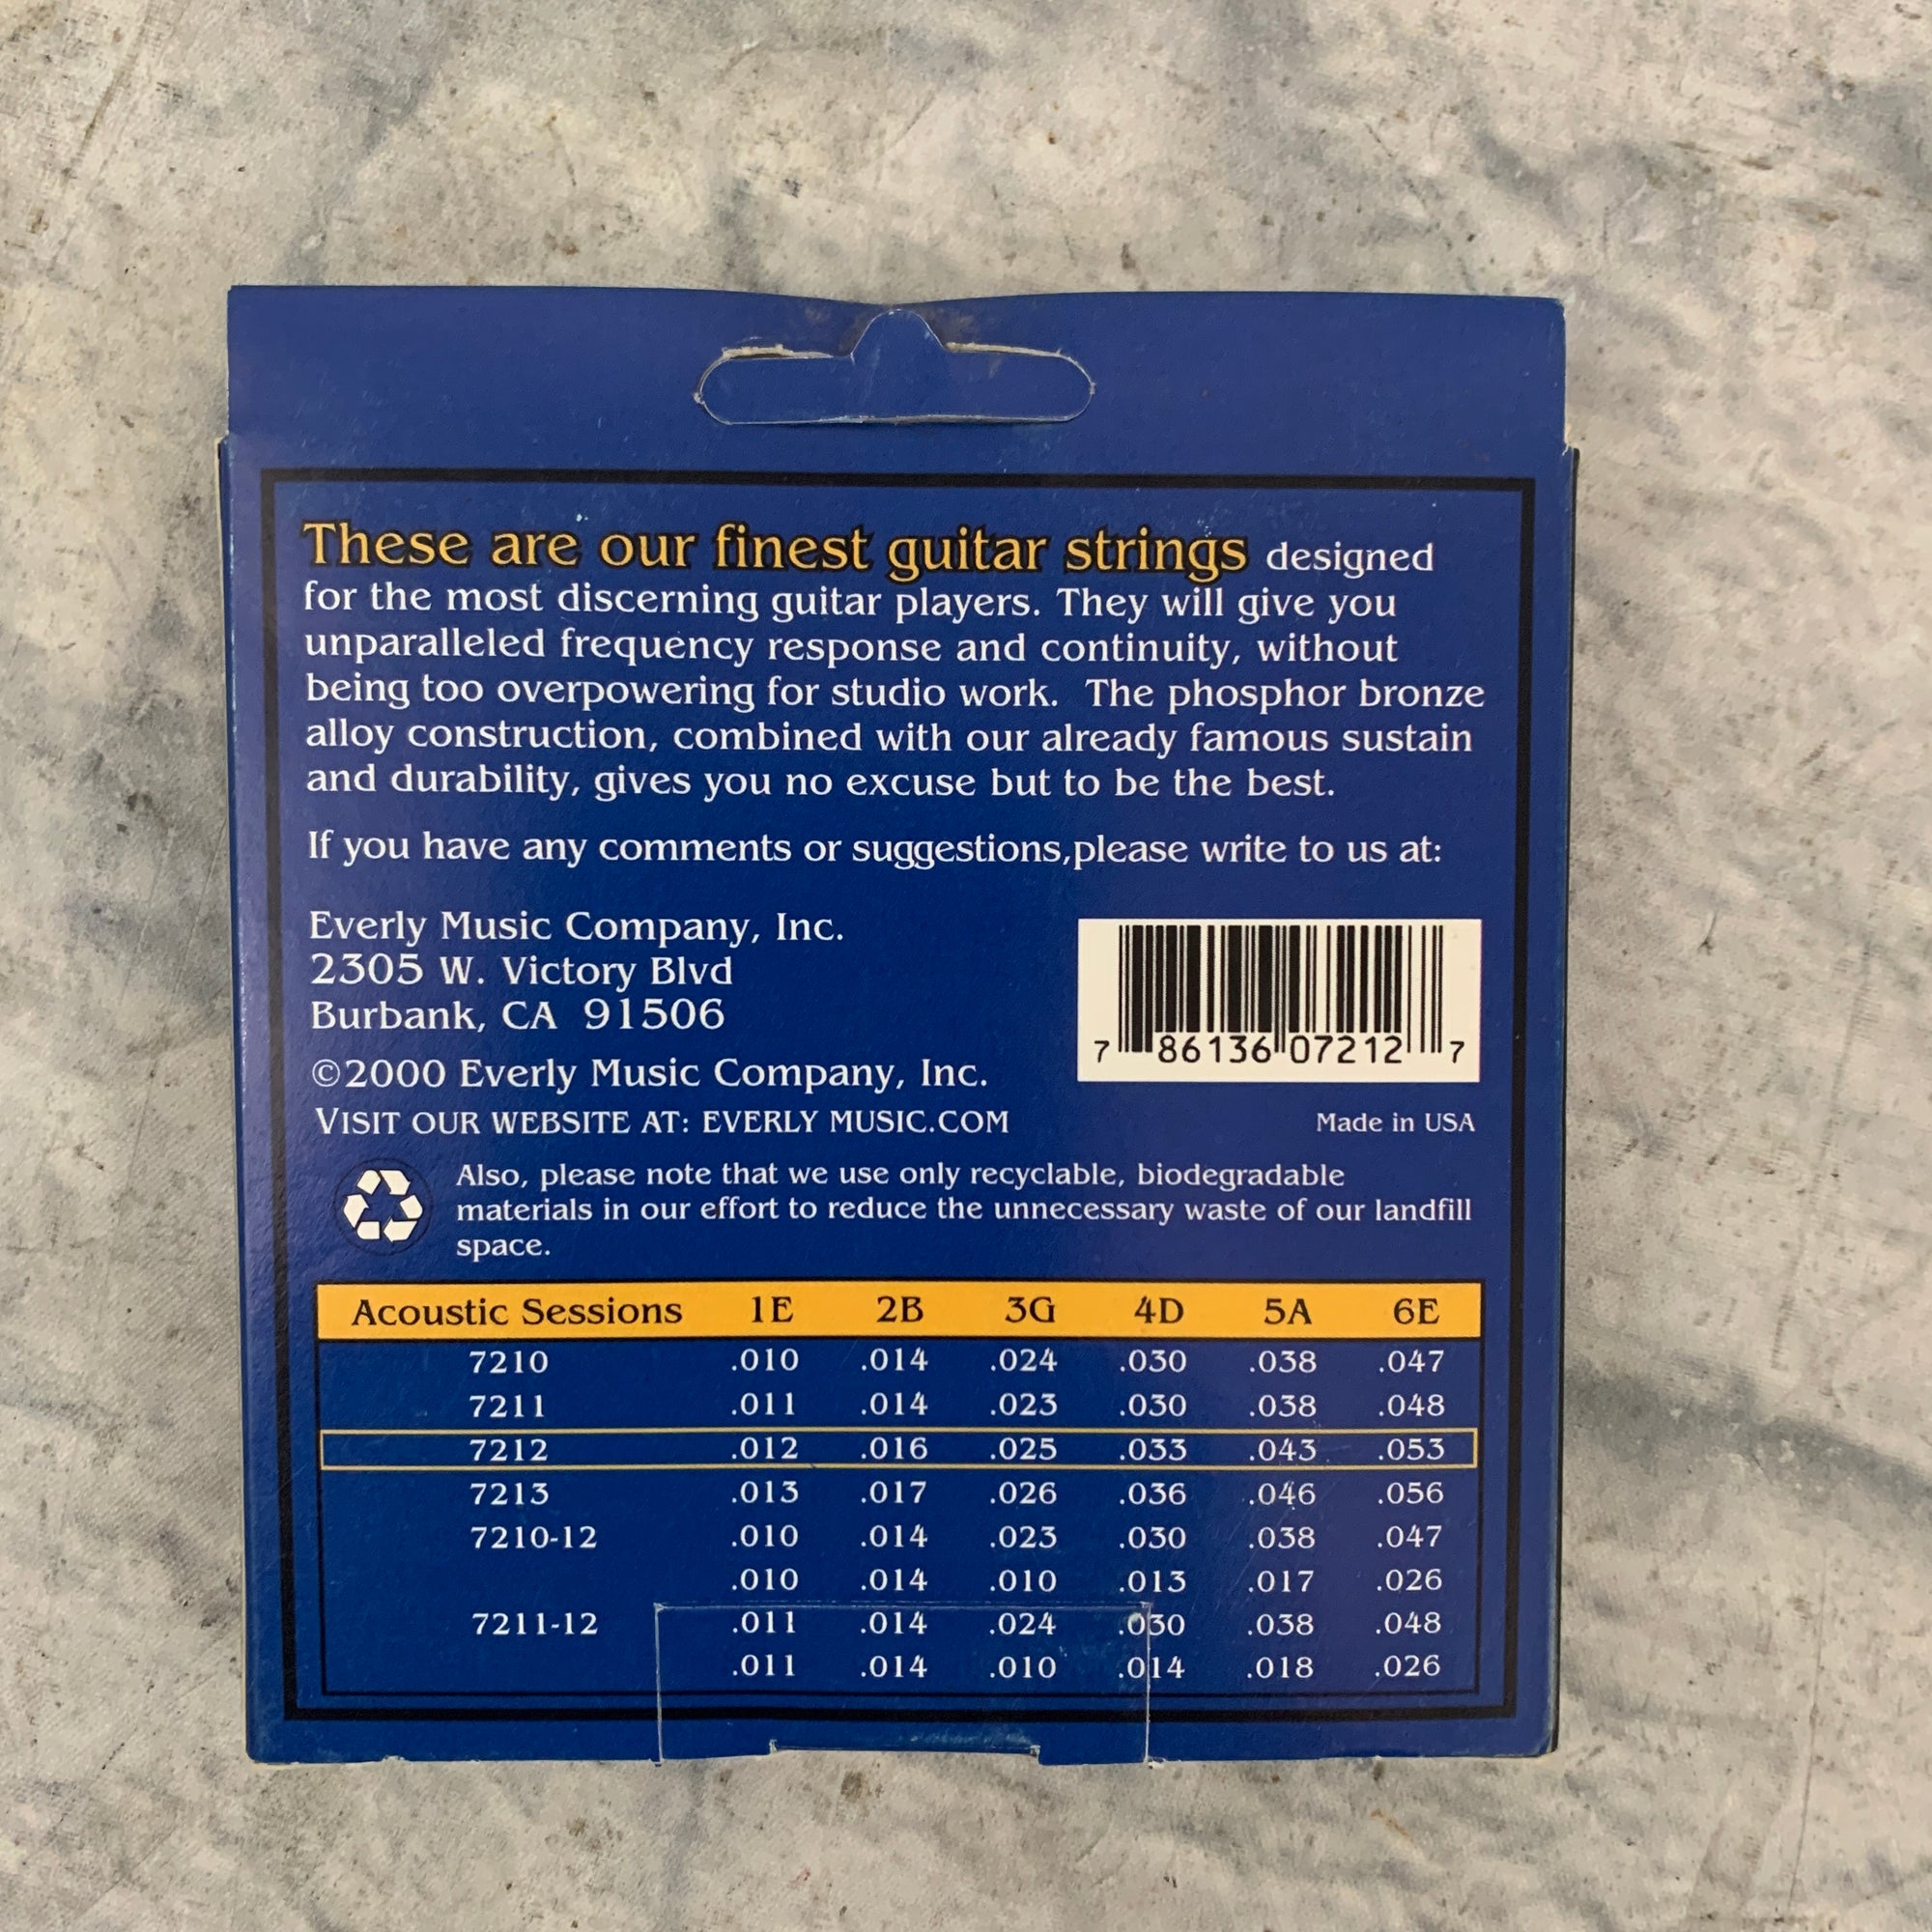 These are our finest guitar strings designed
for the most discerning guitar players. They will give you
unparalleled frequency response and continuity, without
being too overpowering for studio work.  The phosphor bronze
alloy construction, combined with our already famous sustain
and durability, gives you no excuse but to be the best.
If you have any comments or suggestions,please write to us at:
Everly Music Company, Inc.
2305 W. Victory Blvd
Burbank, CA  91506
7 86136 07212 7
©2000 Everly Music Company, Inc.
VISIT OUR WEBSITE AT: EVERLY MUSIC.COM
Made in USA
Also, please note that we use only recyclable, biodegradable
materials in our effort to reduce the unnecessary waste of our landfill
space.
Acoustic Sessions 1E 2B 3G 4D 5A 6E
7210 .010 .014 .024 .030 .038 .047
7211 .011 .014 .023 .030 .038 .048
7212 .012 .016 .025 .033 .043 .053
7213 .013 .017 .026 .036 .046 .056
7210-12 .010 .014 .023 .030 .038 .047
.010 .014 .010 .013 .017 .026
7211-12 .011 .014 .024 .030 .038 .048
.011 .014 .010 .014 .018 .026